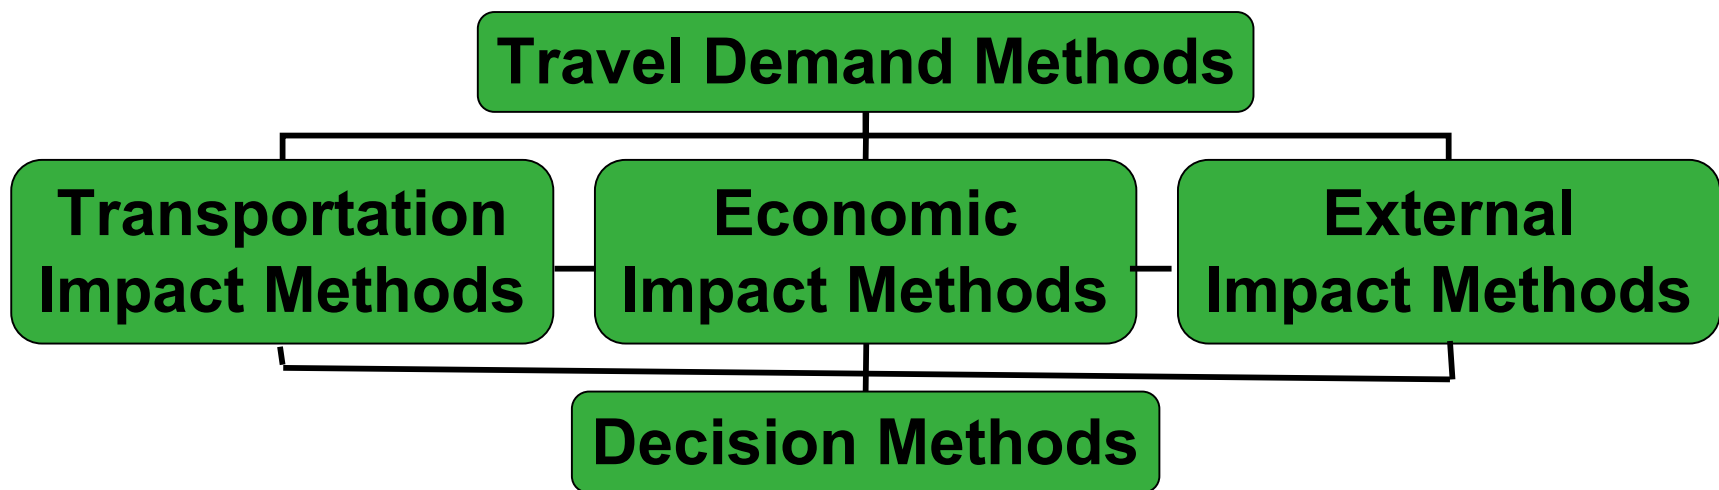 Travel Demand Methods
Transportation
Impact Methods
Economic
Impact Methods
External
Impact Methods
Decision Methods